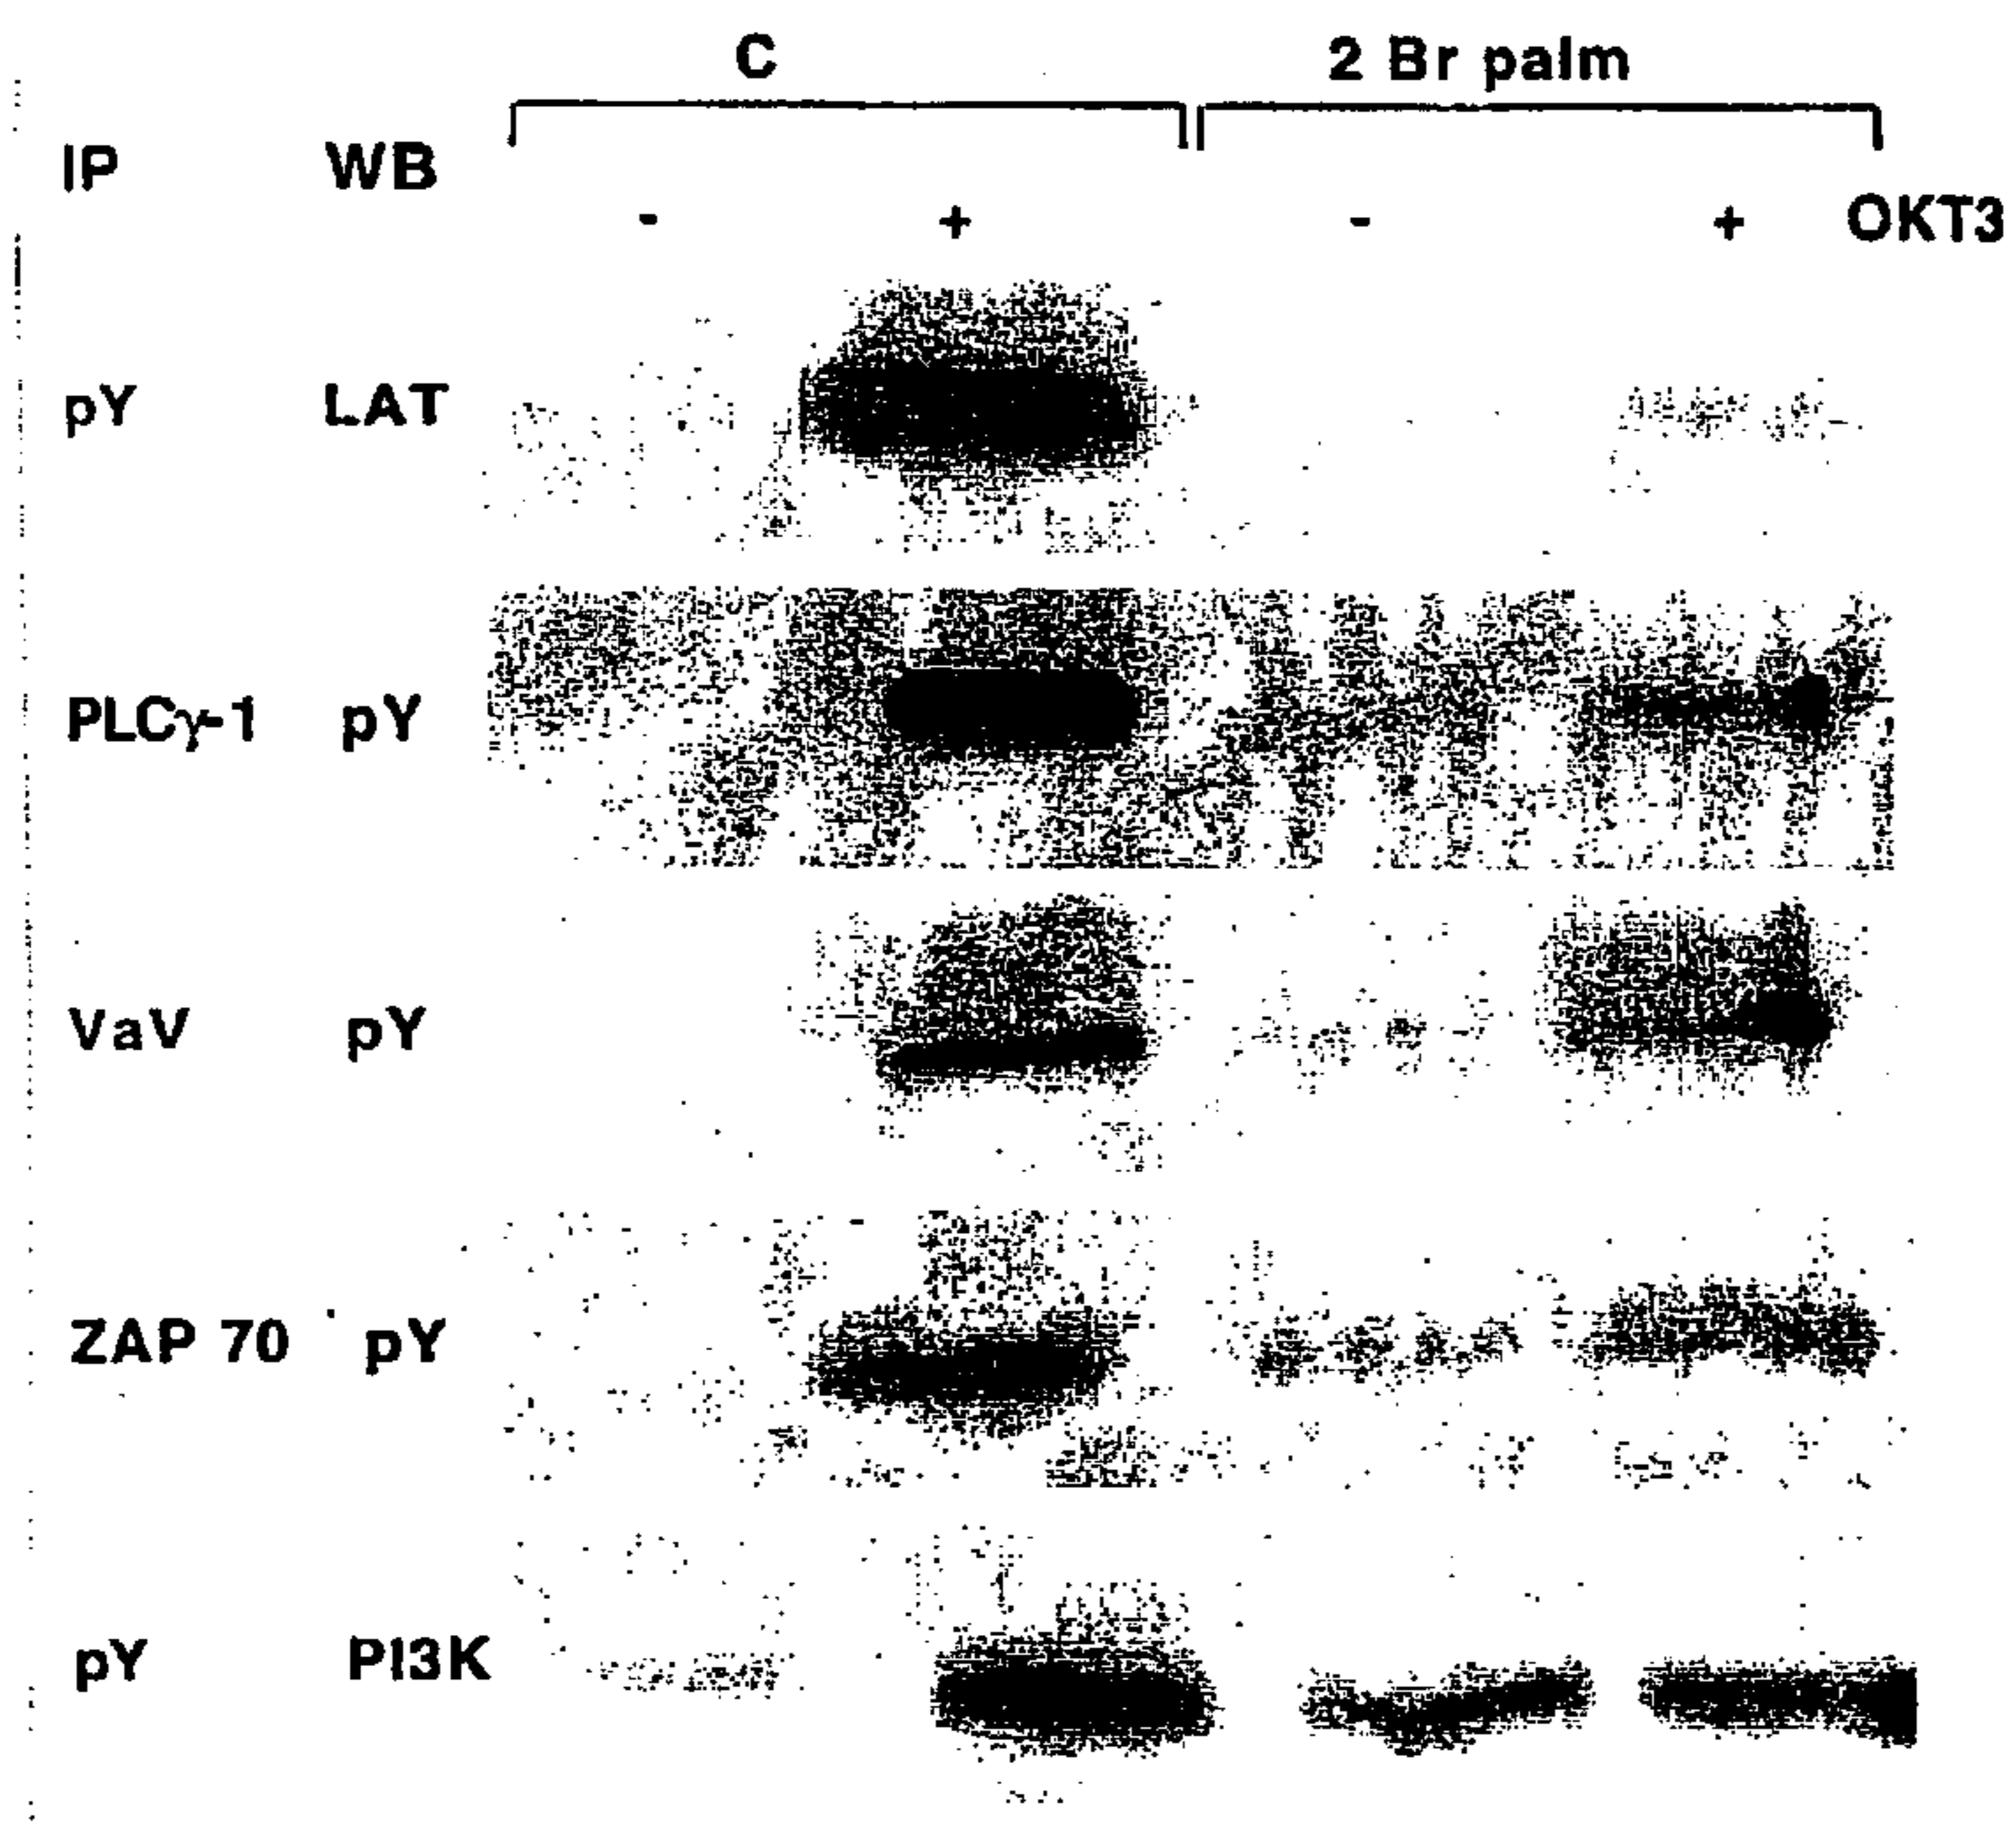 C 2 Br palm
IP WB
- + - + OKT3
pY LAT
PLCγ-1 pY
VaV pY
ZAP 70 pY
pY PI3K